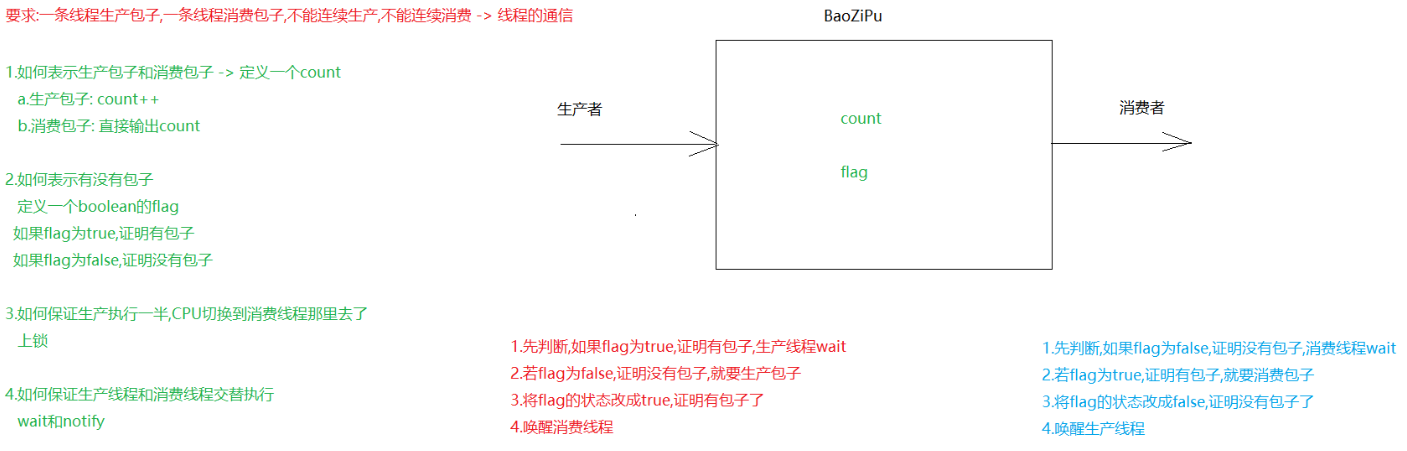 要求:一条线程生产包子,一条线程消费包子,不能连续生产,不能连续消费 -> 线程的通信
1.如何表示生产包子和消费包子 -> 定义一个count
a.生产包子: count++
b.消费包子: 直接输出count
2.如何表示有没有包子
定义一个boolean的flag
如果flag为true,证明有包子
如果flag为false,证明没有包子
3.如何保证生产执行一半,CPU切换到消费线程那里去了
上锁
4.如何保证生产线程和消费线程交替执行
wait和notify
BaoZiPu
生产者
count
flag
消费者
1.先判断,如果flag为true,证明有包子,生产线程wait
2.若flag为false,证明没有包子,就要生产包子
3.将flag的状态改成true,证明有包子了
4.唤醒消费线程
1.先判断,如果flag为false,证明没有包子,消费线程wait
2.若flag为true,证明有包子,就要消费包子
3.将flag的状态改成false,证明没有包子了
4.唤醒生产线程